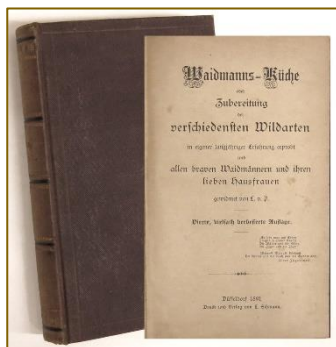 Waidmanns-Küche
oder
Zubereitung
der
verschiedensten Wildarten
in eigener langjähriger Erfahrung erprobt
und
allen braven Waidmännern und ihren
lieben Hausfrauen
gewidmet von L. v. P.
Vierte, vielfach verbesserte Auflage.
Düsseldorf
Druck und Verlag von L.